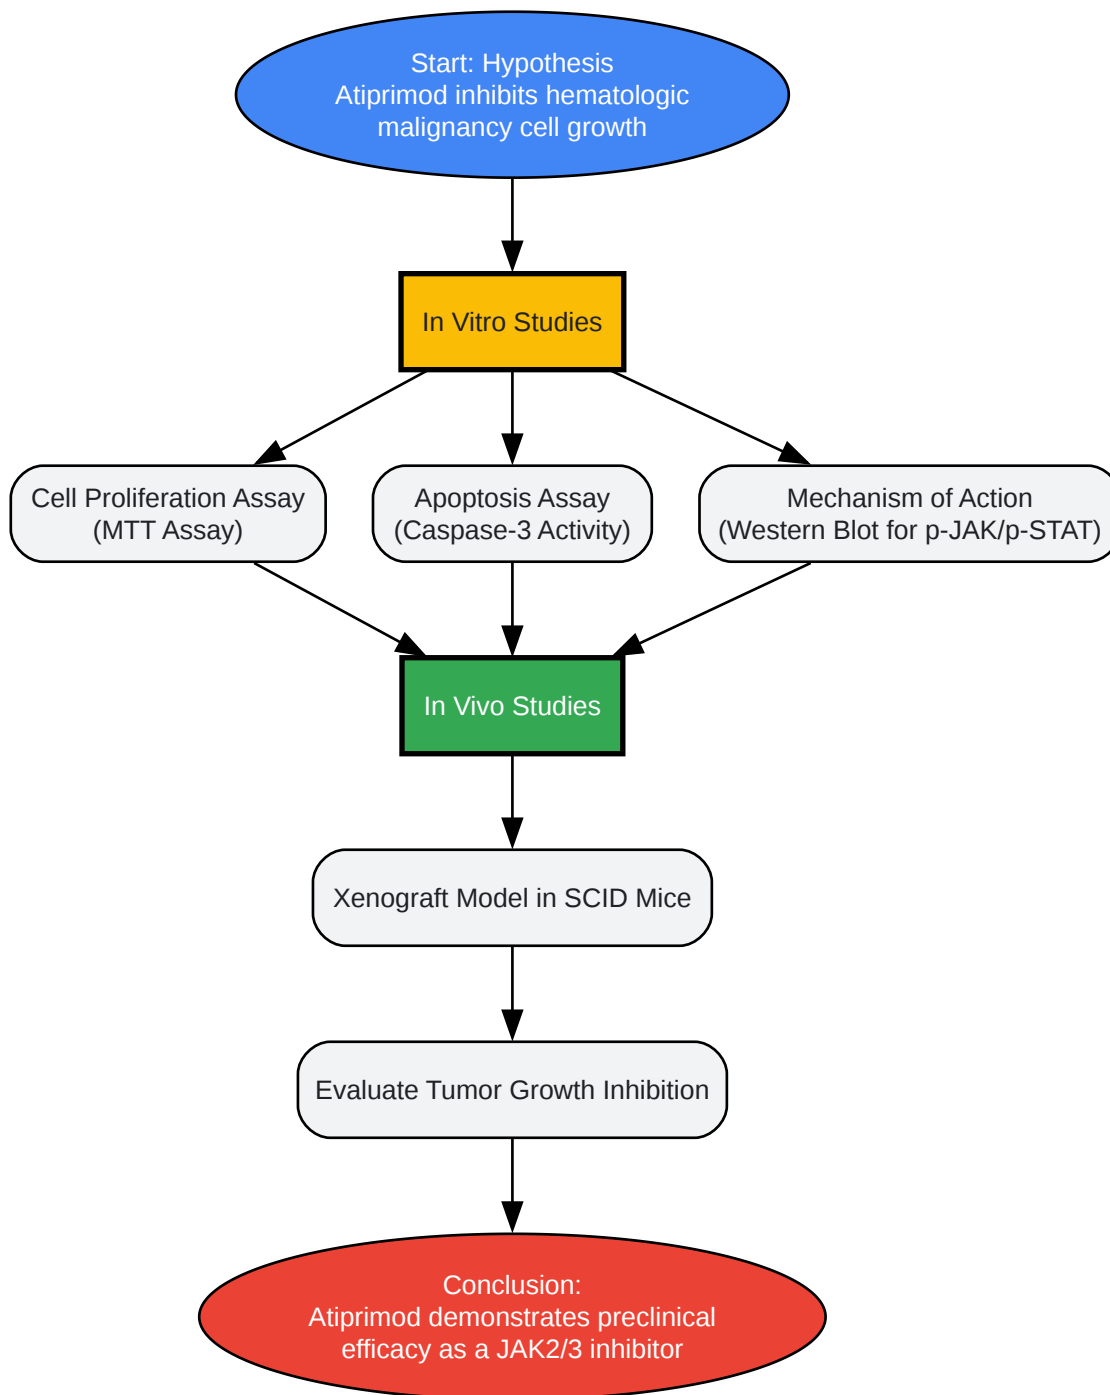 Start: Hypothesis
Atiprimod inhibits hematologic
malignancy cell growth
In Vitro Studies
Cell Proliferation Assay
(MTT Assay)
Apoptosis Assay
(Caspase-3 Activity)
Mechanism of Action
(Western Blot for p-JAK/p-STAT)
In Vivo Studies
Xenograft Model in SCID Mice
Evaluate Tumor Growth Inhibition
Conclusion:
Atiprimod demonstrates preclinical
efficacy as a JAK2/3 inhibitor